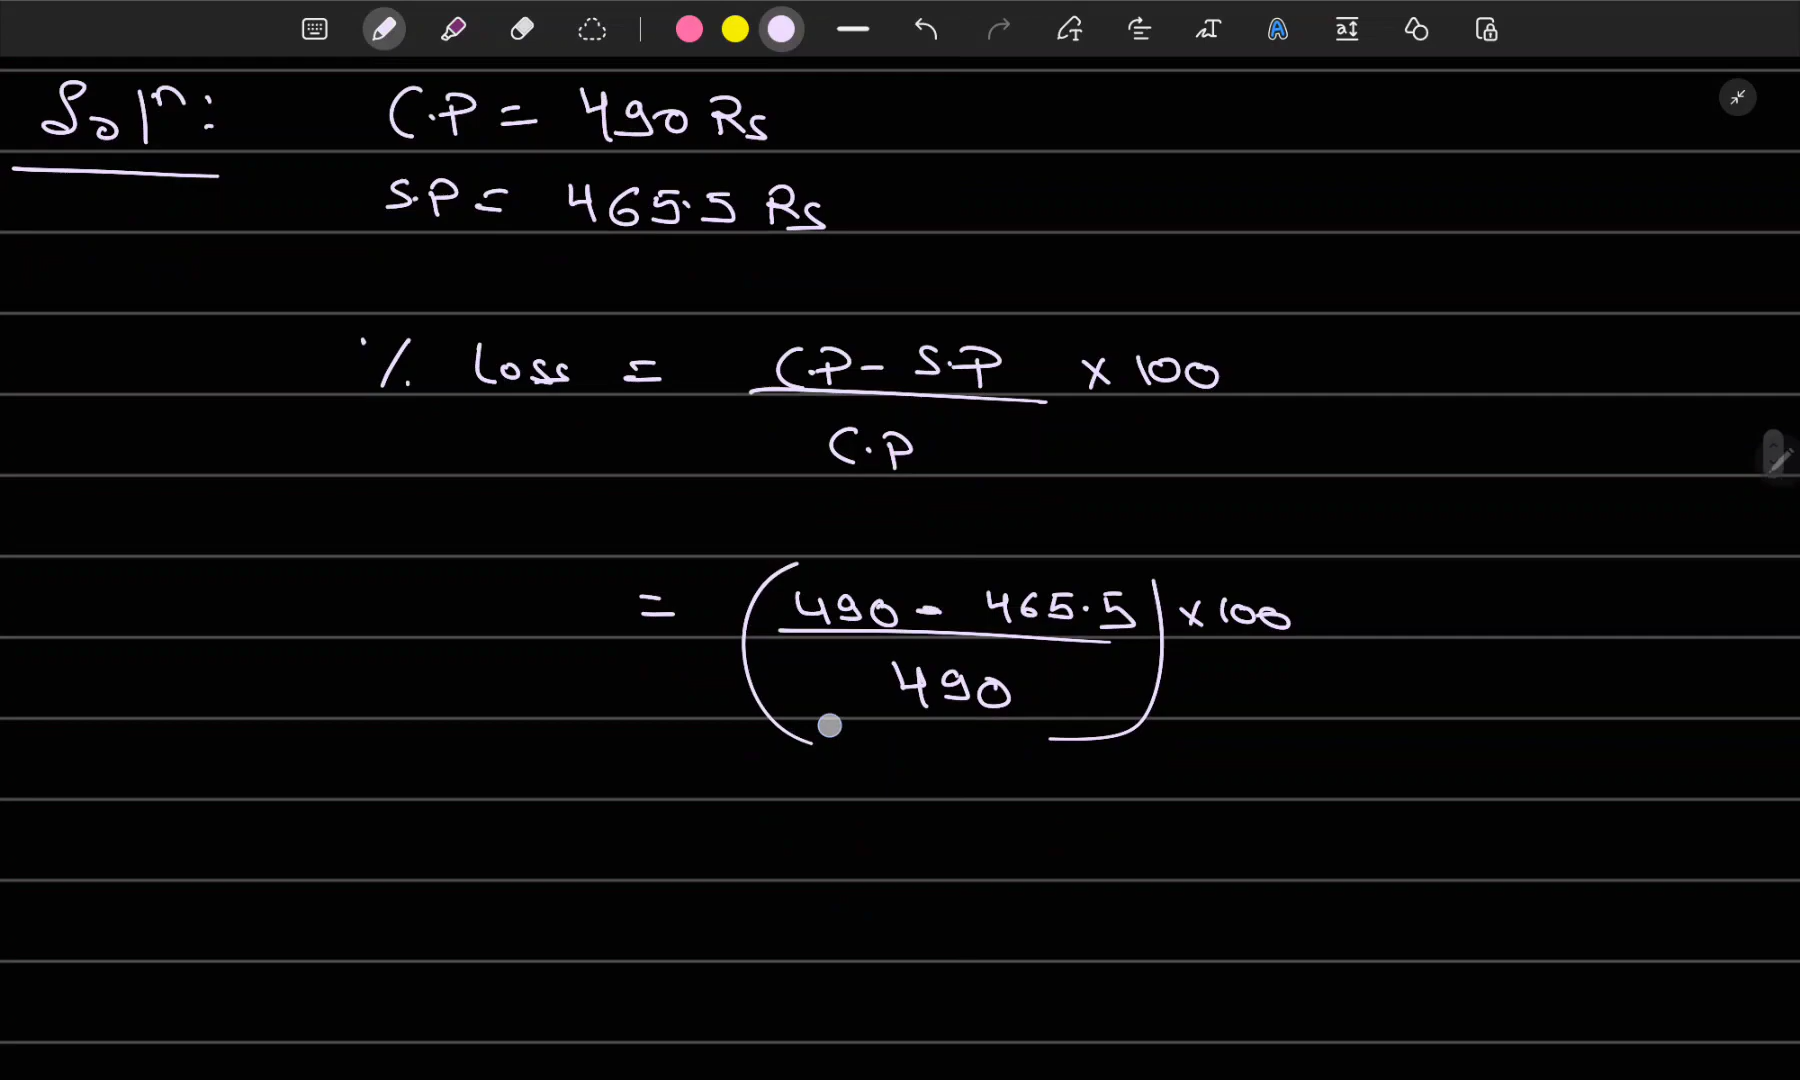 Solⁿ:
C.P = 490 Rs
S.P = 465.5 Rs
% Loss = C.P - S.P / C.P × 100
= (490 - 465.5 / 490) × 100